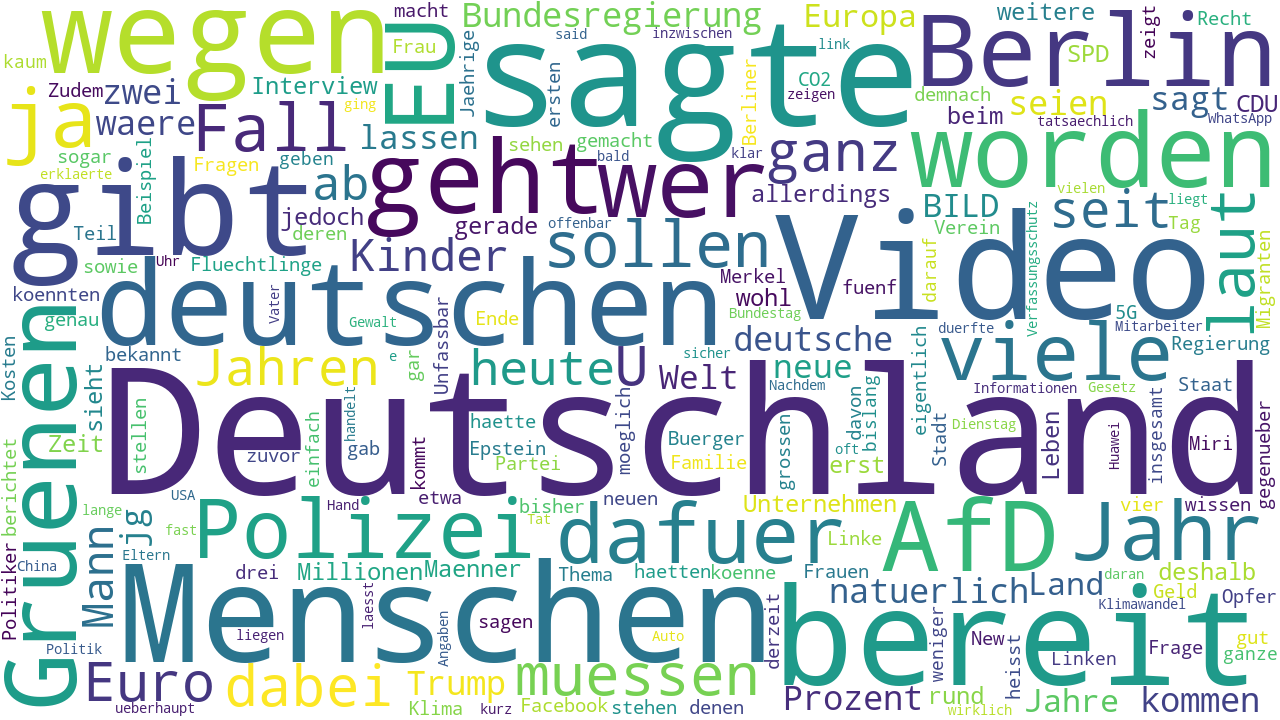 wegen
macht
Bundesregierung
Europa
weitere
Recht
kaum
Frau
EU
Jaehrige
said
inzwischen
link
sagte
Berlin
SPD
zeigt
Zudem
zwei
Interview
ging
ersten
Berliner
CO2
zeigen
demnach
seien
sagt
CDU
ja
waere
Fall
lassen
sehen
gemacht
beim
tatsaechlich
WhatsApp
sogar
erklaerte
Beispiel
Fragen
geben
bald
klar
ganz
worden
gibt
ab
geht
wer
allerdings
vielen
liegt
jedoch
deren
gerade
offenbar
BILD
Verein
seit
Tag
laut
Teil
Uhr
Kinder
sollen
Video
darauf
Verfassungsschutz
Migranten
sowie
Fluechtlinge
Merkel
koennten
deutschen
Vater
wohl
fuenf
genau
Gewalt
Ende
Bundestag
5G
duerfte
Mitarbeiter
Gruenen
Kosten
bekannt
Jahren
e
gar
Unfassbar
heute
U
sicher
deutsche
eigentlich
viele
Regierung
sieht
Welt
neue
Nachdem
Informationen
Gesetz
Staat
Deutschland
stellen
einfach
handelt
haette
moeglich
grossen
davon
bislang
Stadt
Dienstag
Leben
Huawei
insgesamt
gegenueber
Zeit
zuvor
gab
kommt
Epstein
Buerger
oft
Miri
berichtet
Partei
Familie
erst
USA
Hand
etwa
neuen
Unternehmen
vier
wissen
lange
jg
fast
Polizei
bisher
Tat
dafuer
Linke
AfD
Jahr
Politiker
China
Mann
Eltern
drei
Millionen
Maenner
Thema
haetten
koenne
Frauen
daran
deshalb
Menschen
laesst
natuerlich
Land
Geld
Opfer
liegen
Angaben
sagen
Auto
derzeit
bereit
weniger
Klimawandel
Politik
New
heisst
Linken
Frage
gut
ganze
Euro
dabei
Trump
muessen
Prozent
rund
Jahre
kommen
ueberhaupt
Klima
kurz
Facebook
stehen
denen
wirklich